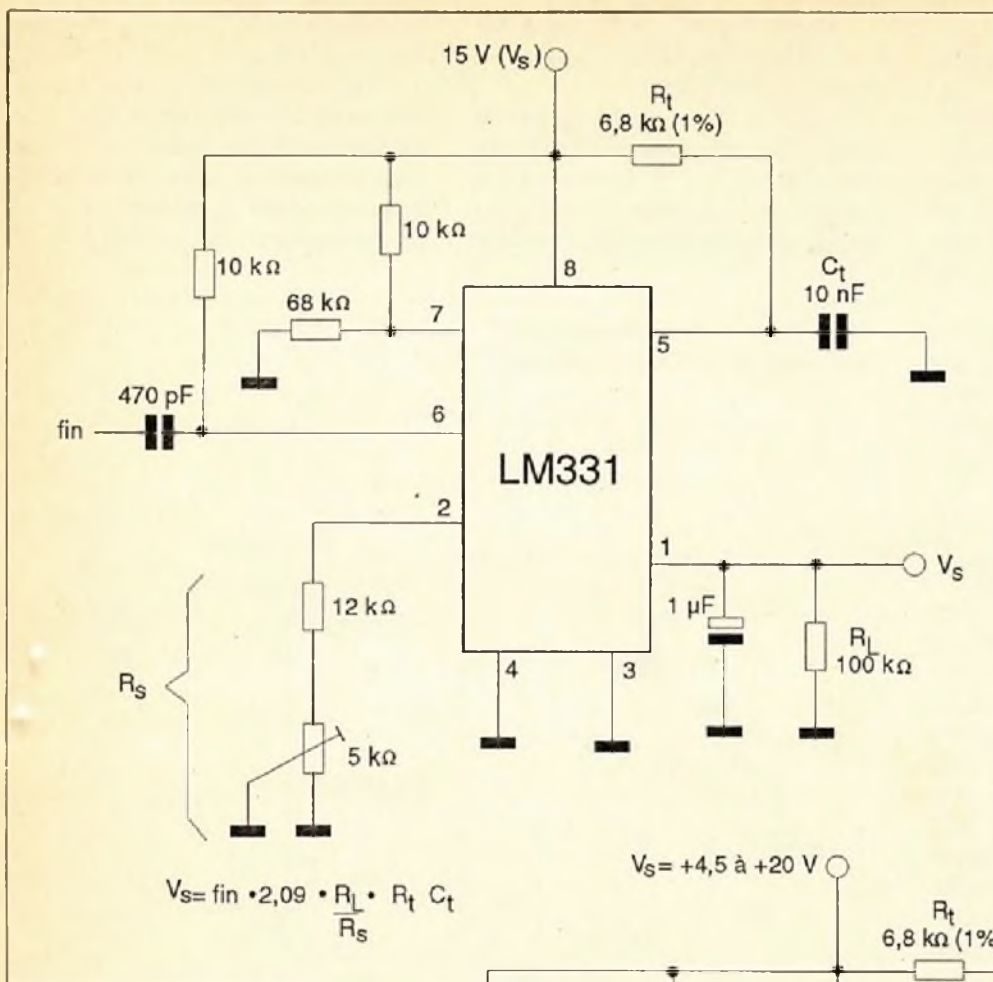 15 V (Vs)
Rt
6,8 kΩ (1%)
10 kΩ
10 kΩ
8
Ct
10 nF
68 kΩ
7
5
470 pF
fin
6
LM331
2
1
Vs
12 kΩ
1 µF
RL
100 kΩ
Rs
4
3
5 kΩ
Vs= +4,5 à +20 V
Vs= fin •2,09 • RL • Rt Ct
Rs
Rt
6,8 kΩ (1%